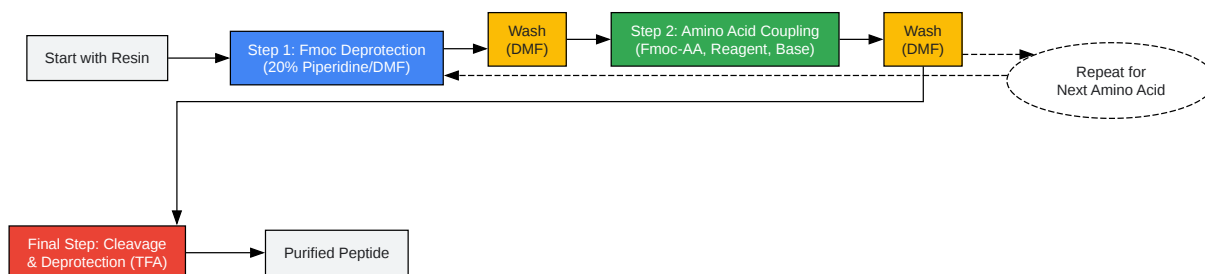 Start with Resin
Step 1: Fmoc Deprotection
(20% Piperidine/DMF)
Wash
(DMF)
Step 2: Amino Acid Coupling
(Fmoc-AA, Reagent, Base)
Wash
(DMF)
Repeat for
Next Amino Acid
Final Step: Cleavage
& Deprotection (TFA)
Purified Peptide